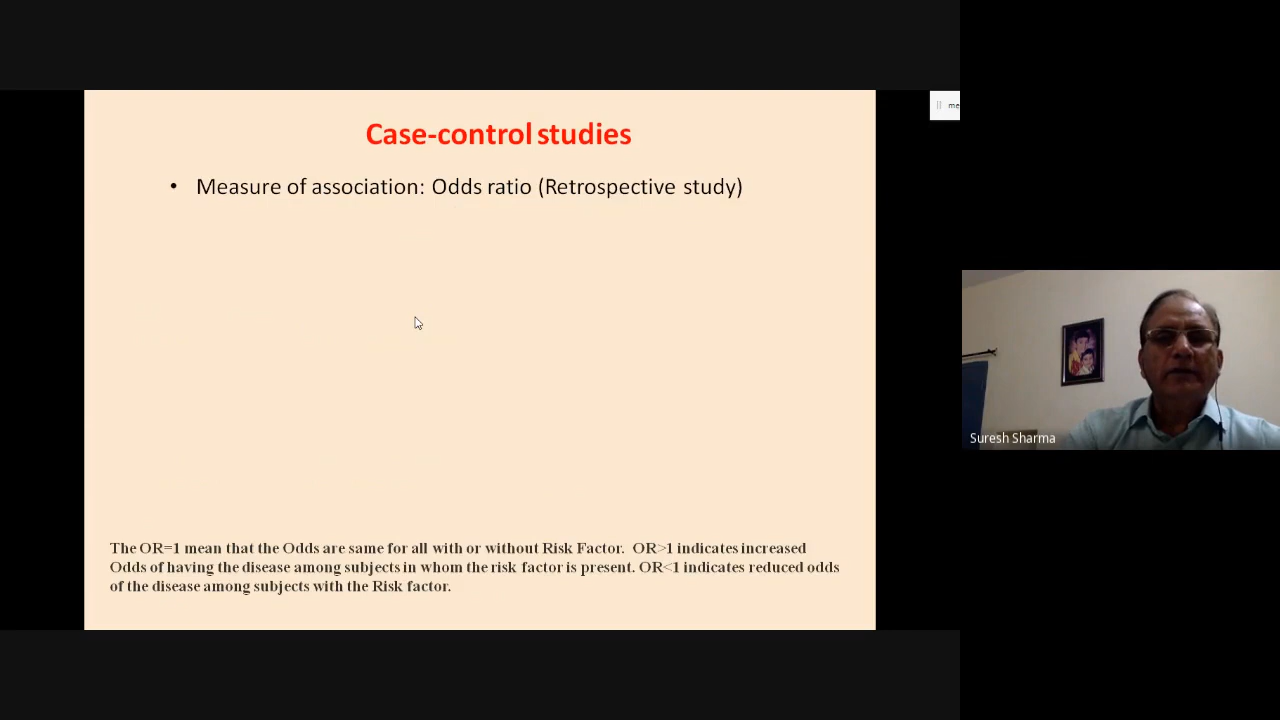 Case-control studies
• Measure of association: Odds ratio (Retrospective study)
The OR=1 mean that the Odds are same for all with or without Risk Factor. OR>1 indicates increased
Odds of having the disease among subjects in whom the risk factor is present. OR<1 indicates reduced odds
of the disease among subjects with the Risk factor.
Suresh Sharma